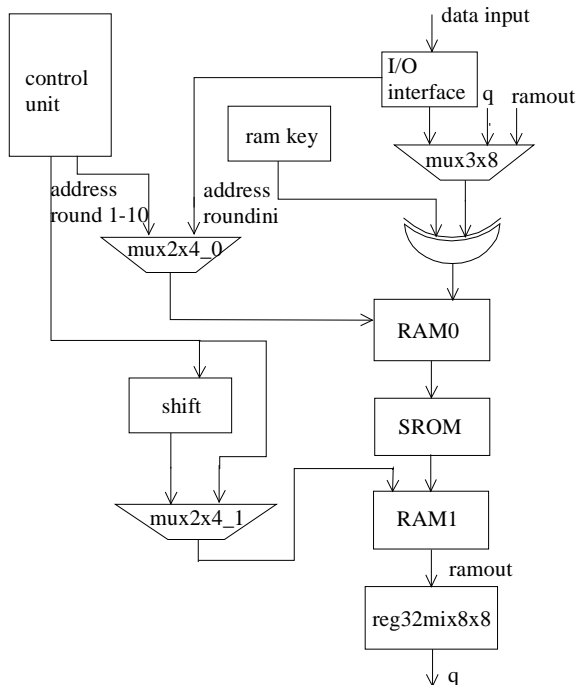 data input
control
unit
I/O
interface
q
ramout
ram key
mux3x8
address
round 1-10
address
roundini
mux2x4_0
RAM0
shift
SROM
mux2x4_1
RAM1
ramout
reg32mix8x8
q